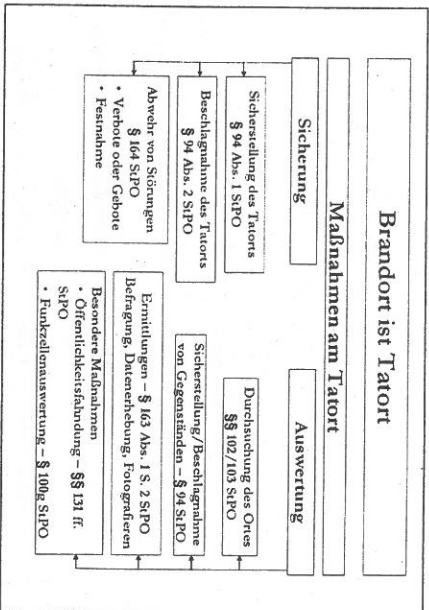 Brandort ist Tatort
Maßnahmen am Tatort
Sicherung
Sicherstellung des Tatorts
§ 94 Abs. 1 StPO
Beschlagnahme des Tatorts
§ 94 Abs. 2 StPO
Abwehr von Störungen
§ 164 StPO
• Verbote oder Gebote
• Festnahme
Auswertung
Durchsuchung des Ortes
§§ 102/103 StPO
Sicherstellung/Beschlagnahme
von Gegenständen – § 94 StPO
Ermittlungen – § 163 Abs. 1 S. 2 StPO
Befragung, Datenerhebung, Fotografieren
Besondere Maßnahmen
• Öffentlichkeitsfahndung – §§ 131 ff.
StPO
• Funkzellenauswertung – § 100g StPO